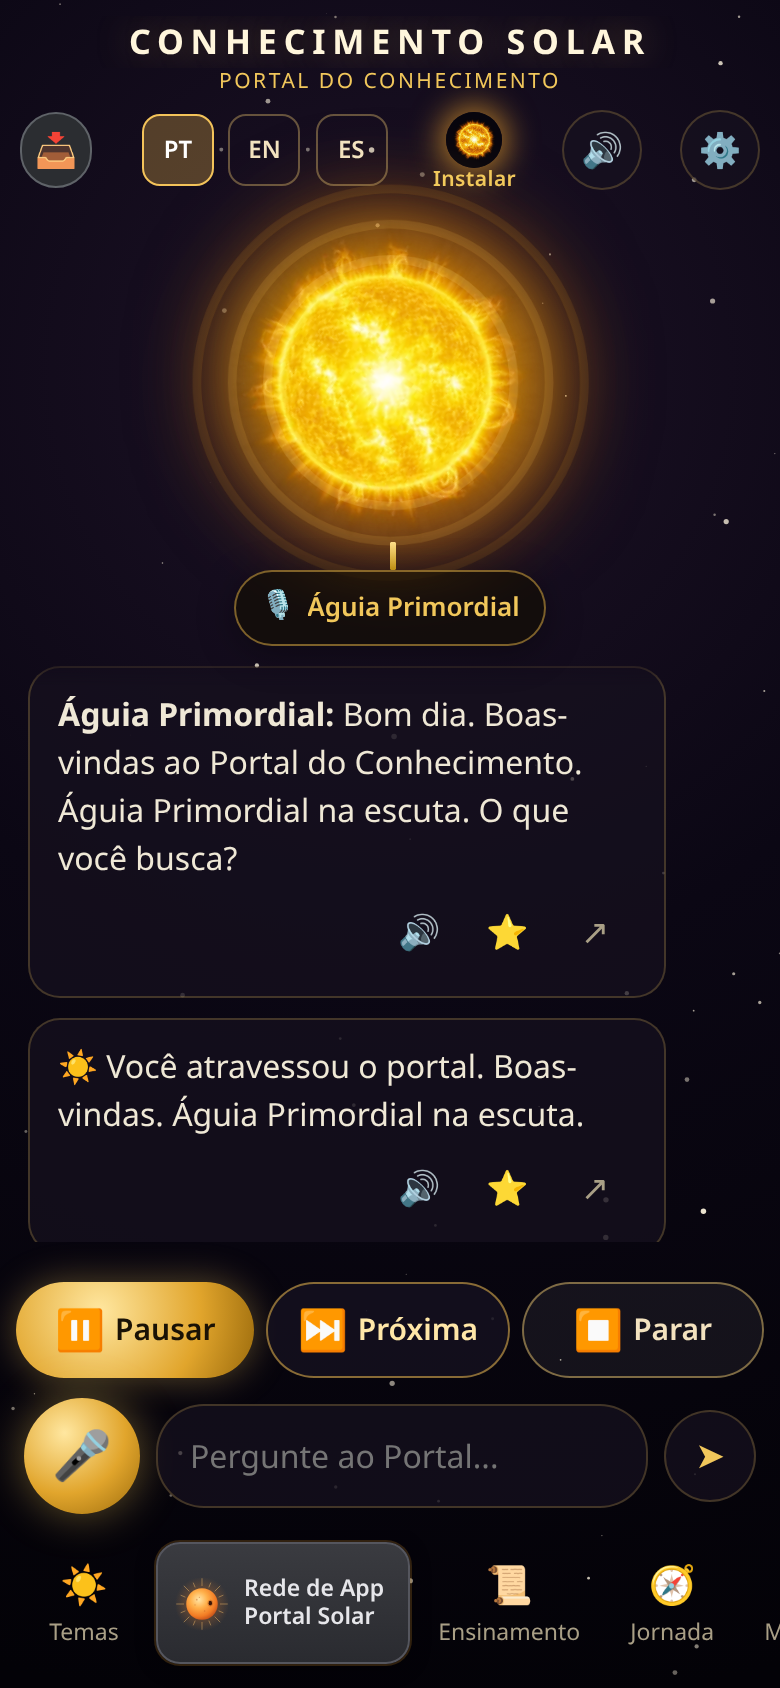 CONHECIMENTO SOLAR
PORTAL DO CONHECIMENTO
PT
EN
ES
Instalar
Águia Primordial
Águia Primordial: Bom dia. Boas-
vindas ao Portal do Conhecimento.
Águia Primordial na escuta. O que
você busca?
Você atravessou o portal. Boas-
vindas. Águia Primordial na escuta.
Pausar
Próxima
Parar
Pergunte ao Portal...
Temas
Rede de App
Portal Solar
Ensinamento
Jornada